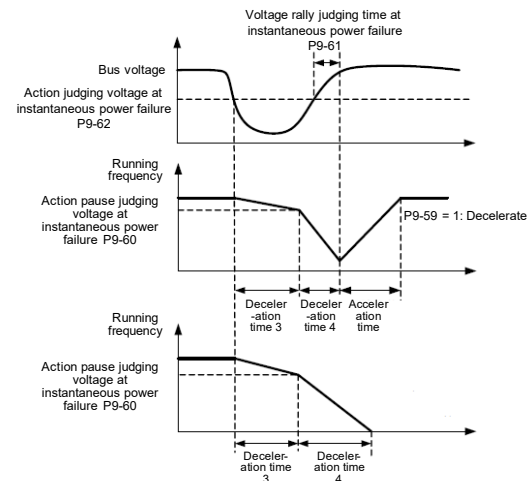 Voltage rally judging time at
instantaneous power failure
P9-61
Bus voltage
Action judging voltage at
instantaneous power failure
P9-62
Running
frequency
Action pause judging
voltage at
instantaneous power
failure P9-60
P9-59 = 1: Decelerate
Deceler
-ation
time 3
Deceler
-ation
time 4
Acceler
ation
time
Running
frequency
Action pause judging
voltage at
instantaneous power
failure P9-60
Deceler-
ation time
3
Deceler-
ation time
4